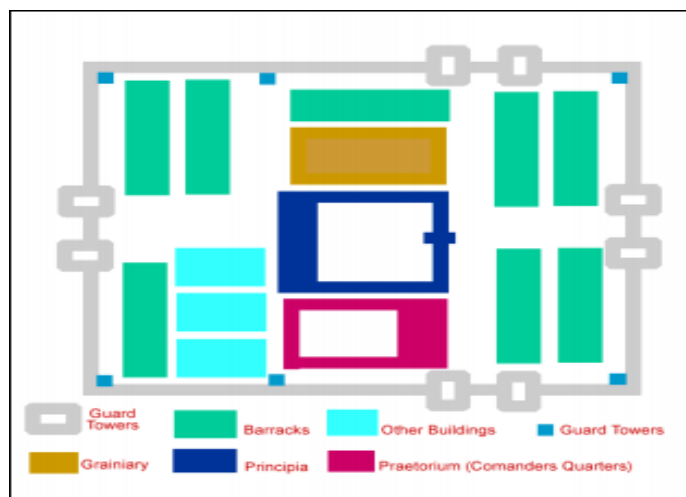 Guard
Towers
Barracks
Other Buildings
Guard Towers
Grainiary
Principia
Praetorium (Comanders Quarters)